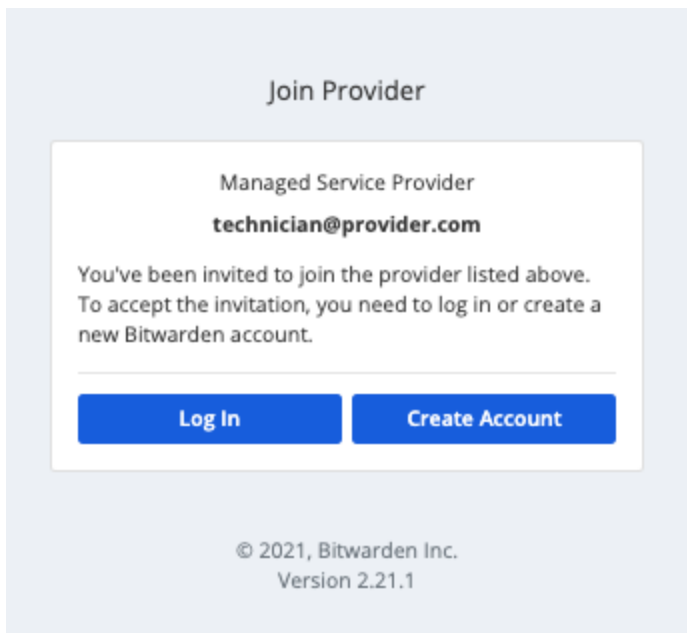 Join Provider
Managed Service Provider
technician@provider.com
You've been invited to join the provider listed above.
To accept the invitation, you need to log in or create a
new Bitwarden account.
Log In
Create Account
© 2021, Bitwarden Inc.
Version 2.21.1